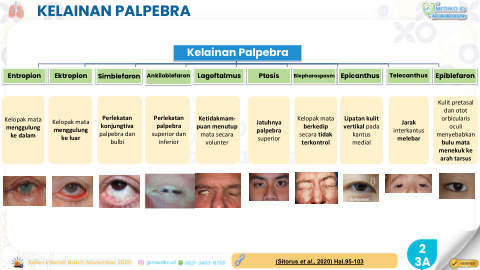 KELAINAN PALPEBRA
Kelainan Palpebra
Entropion
Ektropion
Simblefaron
Ankiloblefaron
Lagoftalmus
Ptosis
Blepharospasm
Epicanthus
Telecanthus
Epiblefaron
Kelopak mata
menggulung
ke dalam
Kelopak mata
menggulung
ke luar
Perlekatan
konjungtiva
palpebra dan
bulbi
Perlekatan
palpebra
superior dan
inferior
Ketidakmam-
puan menutup
mata secara
volunter
Jatuhnya
palpebra
superior
Kelopak mata
berkedip
secara tidak
terkontrol
Lipatan kulit
vertikal pada
kantus
medial
Jarak
interkantus
melebar
Kulit pretasal
dan otot
orbicularis
oculi
menyebabkan
bulu mata
menekuk ke
arah tarsus
(Sitorus et al., 2020) Hal.95-103
2
3A